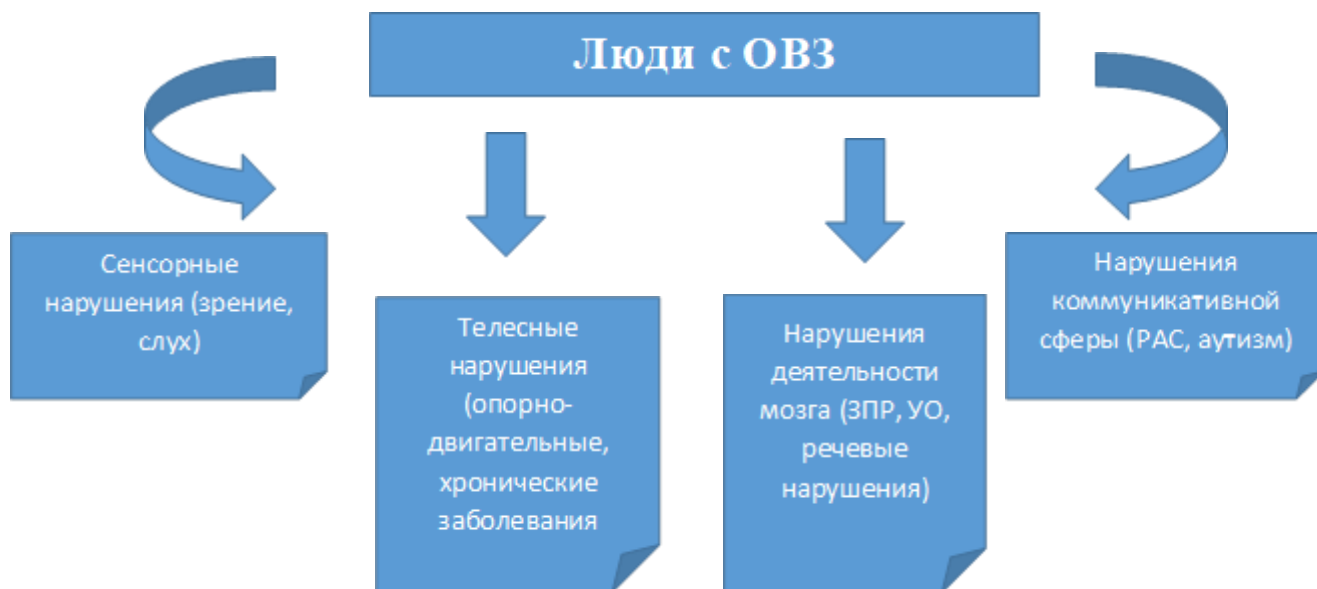 Люди с ОВЗ
Сенсорные
нарушения (зрение,
слух)
Телесные
нарушения
(опорно-
двигательные,
хронические
заболевания
Нарушения
деятельности
мозга (ЗПР, УО,
речевые
нарушения)
Нарушения
коммуникативной
сферы (РАС, аутизм)